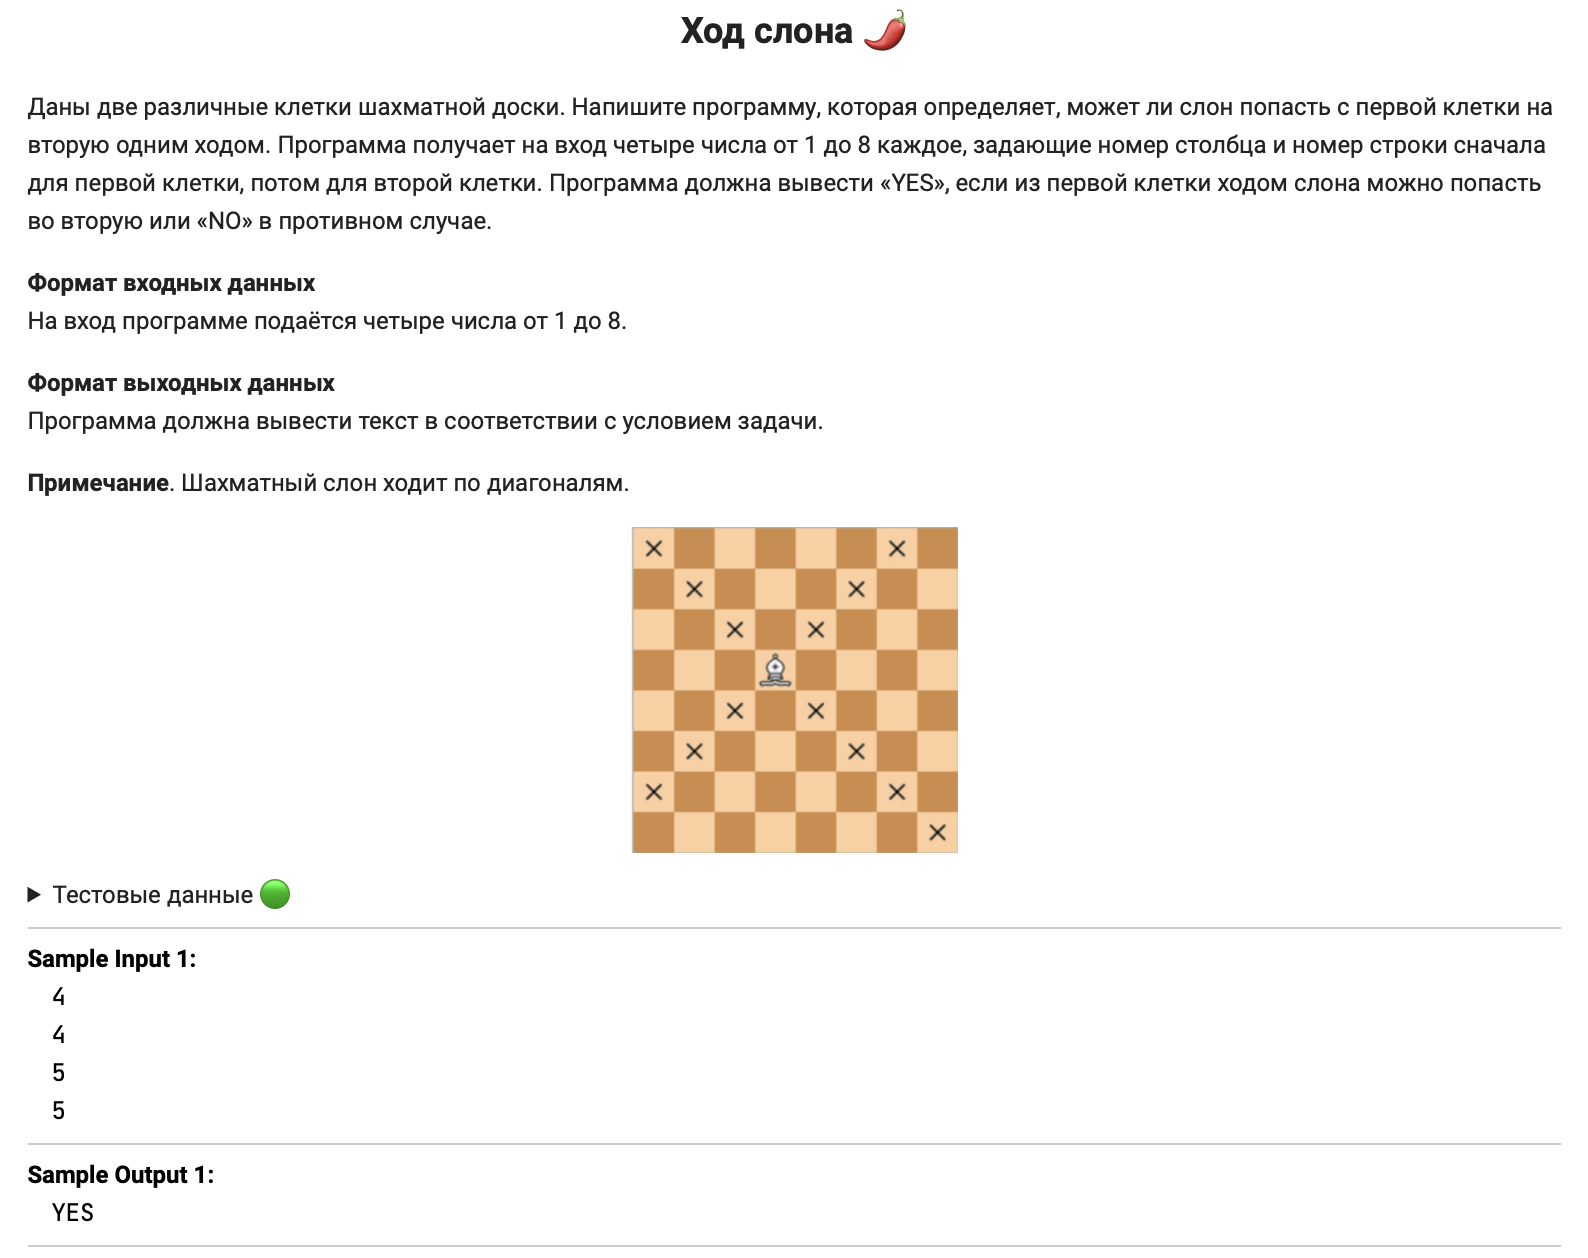 Ход слона
Даны две различные клетки шахматной доски. Напишите программу, которая определяет, может ли слон попасть с первой клетки на
вторую одним ходом. Программа получает на вход четыре числа от 1 до 8 каждое, задающие номер столбца и номер строки сначала
для первой клетки, потом для второй клетки. Программа должна вывести «YES», если из первой клетки ходом слона можно попасть
во вторую или «NO» в противном случае.
Формат входных данных
На вход программе подаётся четыре числа от 1 до 8.
Формат выходных данных
Программа должна вывести текст в соответствии с условием задачи.
Примечание. Шахматный слон ходит по диагоналям.
Тестовые данные
Sample Input 1:
4
4
5
5
Sample Output 1:
YES